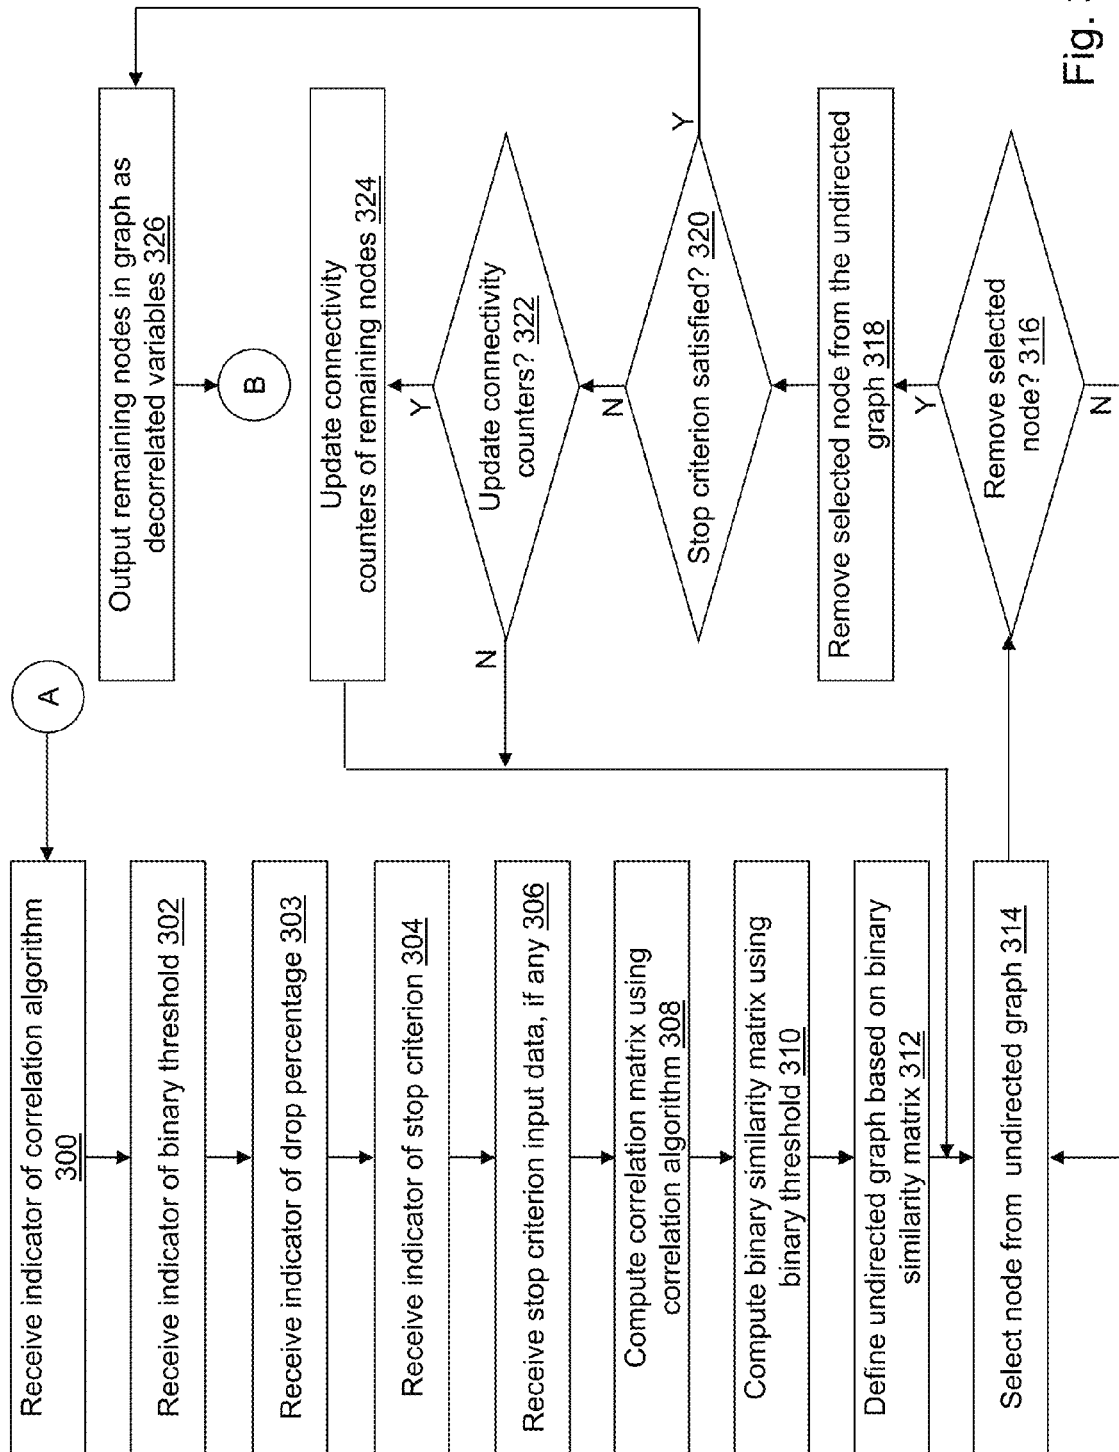 A
Receive indicator of correlation algorithm
300
Receive indicator of binary threshold 302
Receive indicator of drop percentage 303
Receive indicator of stop criterion 304
Receive stop criterion input data, if any 306
Compute correlation matrix using
correlation algorithm 308
Compute binary similarity matrix using
binary threshold 310
Define undirected graph based on binary
similarity matrix 312
Select node from undirected graph 314
Output remaining nodes in graph as
decorrelated variables 326
B
Update connectivity
counters of remaining nodes 324
Y
Update connectivity
counters? 322
N
N
Stop criterion satisfied? 320
Y
Remove selected node from the undirected
graph 318
Y
Remove selected
node? 316
N
Fig.